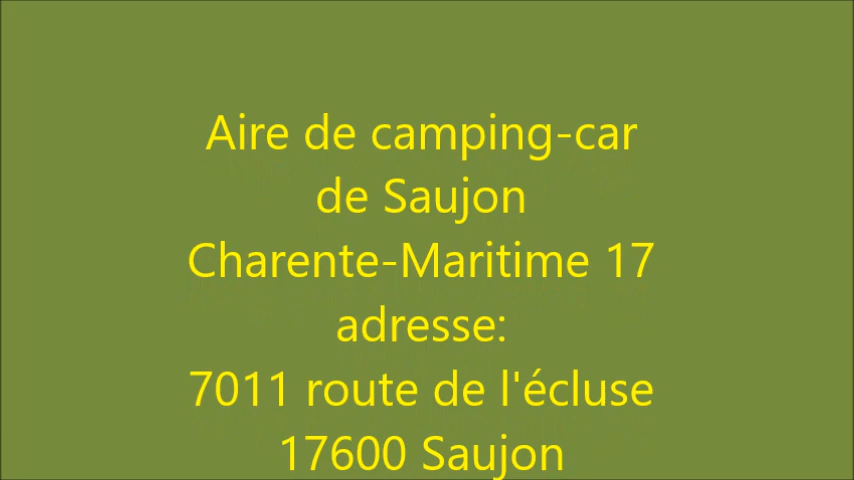 Aire de camping-car
de Saujon
Charente-Maritime 17
adresse:
7011 route de l'écluse
17600 Saujon